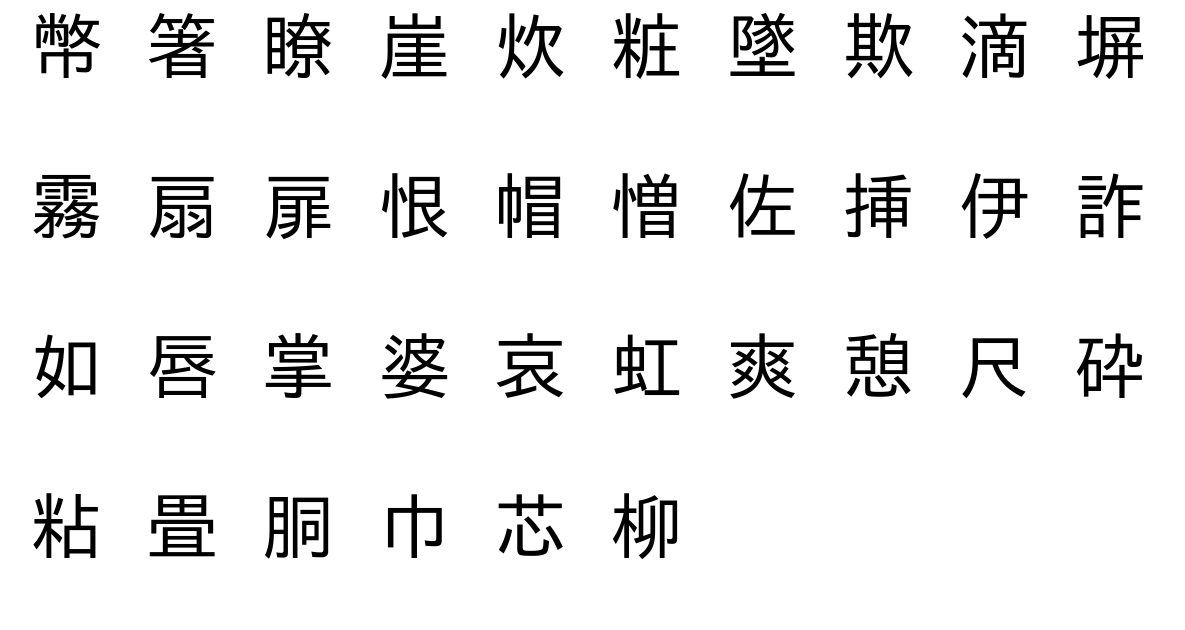 幣箸瞭崖炊粧墜欺滴塀
霧扇扉恨帽憎佐挿伊詐
如唇掌婆哀虹爽憩尺砕
粘畳胴巾芯柳